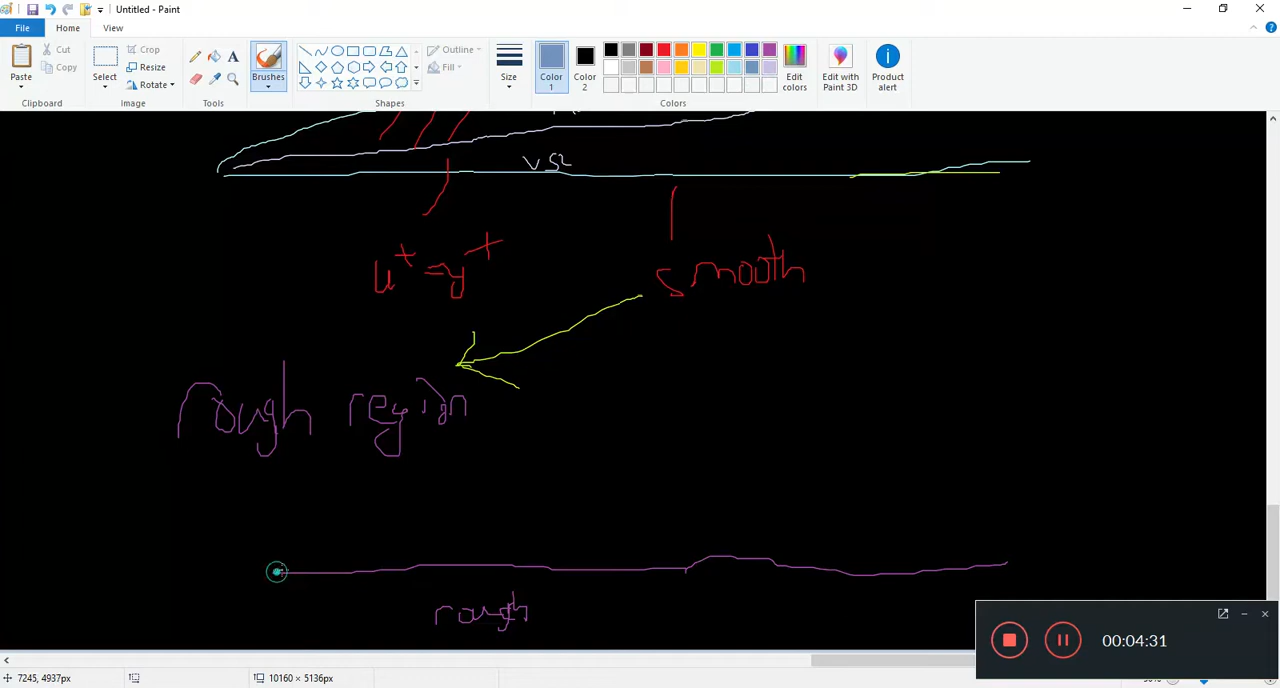 Untitled - Paint
File Home View
Paste Cut Copy
Clipboard
Select Crop Resize Rotate
Image
Tools
Brushes
Shapes
Outline Fill
Size
Color 1
Color 2
Colors
Edit colors
Edit with Paint 3D
Product alert
VSL
u+ = y+
smooth
rough region
rough
00:04:31
7245, 4937px
10160 × 5136px